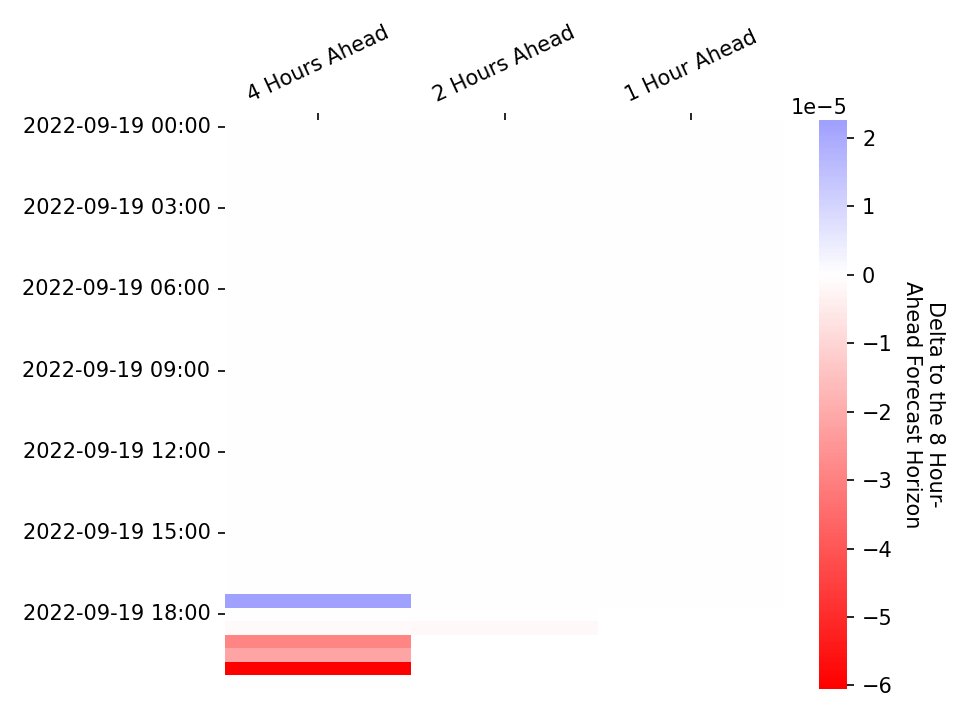 4 Hours Ahead
2 Hours Ahead
1 Hour Ahead
2022-09-19 00:00
2022-09-19 03:00
2022-09-19 06:00
2022-09-19 09:00
2022-09-19 12:00
2022-09-19 15:00
2022-09-19 18:00
1e−5
2
1
0
−1
−2
−3
−4
−5
−6
Delta to the 8 Hour-
Ahead Forecast Horizon